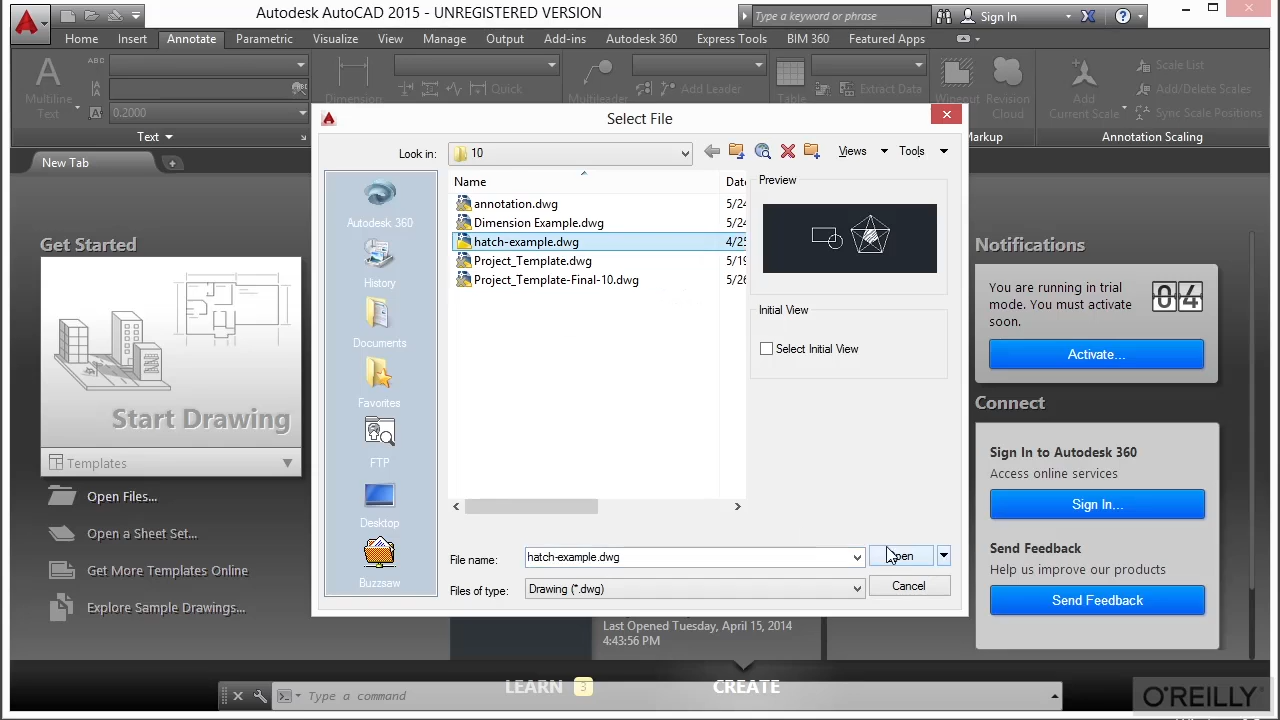 Autodesk AutoCAD 2015 - UNREGISTERED VERSION
Type a keyword or phrase
Sign In
Home Insert Annotate Parametric Visualize View Manage Output Add-ins Autodesk 360 Express Tools BIM 360 Featured Apps
A
Multiline
Text
ABC
0.2000
Text
Dimension
Quick
Multileader
Add Leader
Table
Extract Data
Wipeout
Revision
Cloud
Markup
Add
Current Scale
Scale List
Add/Delete Scales
Sync Scale Positions
Annotation Scaling
New Tab
Get Started
Start Drawing
Templates
Open Files...
Open a Sheet Set...
Get More Templates Online
Explore Sample Drawings...
Select File
Look in:
10
Views
Tools
Autodesk 360
History
Documents
Favorites
FTP
Desktop
Buzzsaw
Name
annotation.dwg 5/24
Dimension Example.dwg 5/24
hatch-example.dwg 4/25
Project_Template.dwg 5/19
Project_Template-Final-10.dwg 5/26
Preview
Initial View
Select Initial View
File name:
hatch-example.dwg
Files of type:
Drawing (*.dwg)
Cancel
Last Opened Tuesday, April 15, 2014
4:43:56 PM
Notifications
You are running in trial
mode. You must activate
soon.
04
Activate...
Connect
Sign In to Autodesk 360
Access online services
Sign In...
Send Feedback
Help us improve our products
Send Feedback
Type a command
LEARN 3
CREATE
O'REILLY